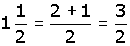 1 1/2 = (2 + 1)/2 = 3/2